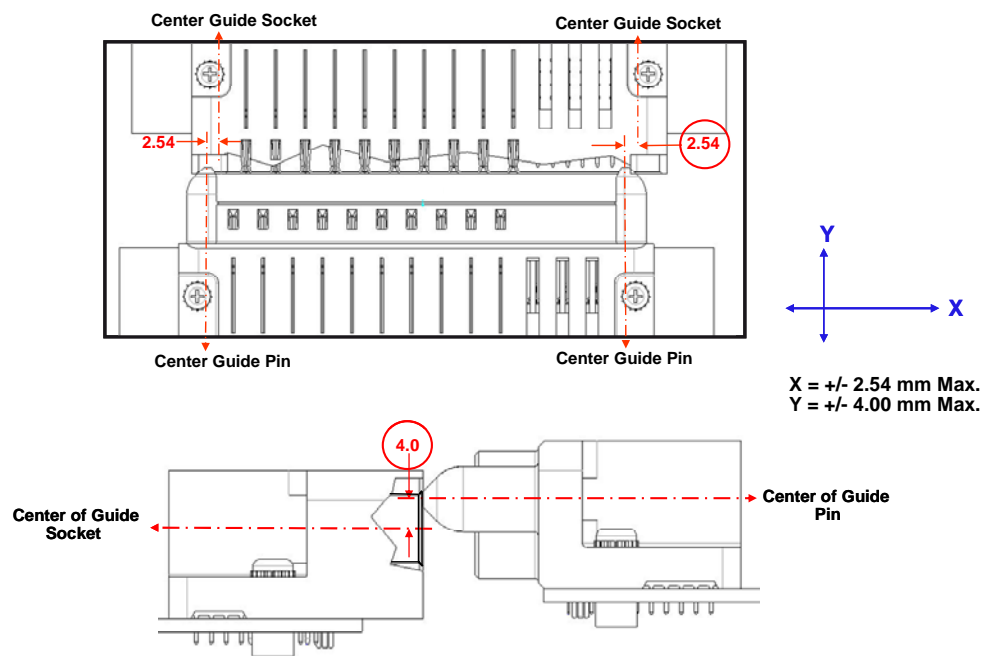 Center Guide Socket
Center Guide Socket
2.54
2.54
Center Guide Pin
Center Guide Pin
Y
X
X = +/- 2.54 mm Max.
Y = +/- 4.00 mm Max.
4.0
Center of Guide
Socket
Center of Guide
Pin